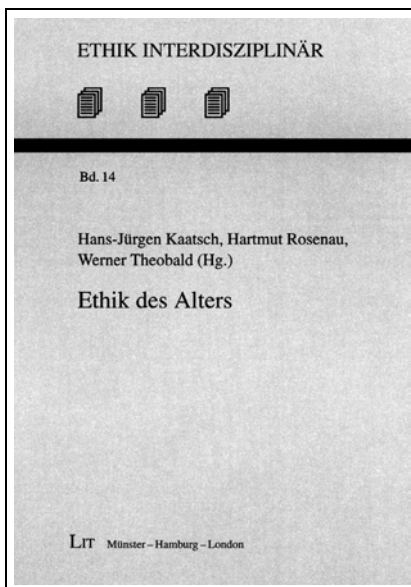 ETHIK INTERDISZIPLINÄR
Bd. 14
Hans-Jürgen Kaatsch, Hartmut Rosenau,
Werner Theobald (Hg.)
Ethik des Alters
LIT Münster – Hamburg – London